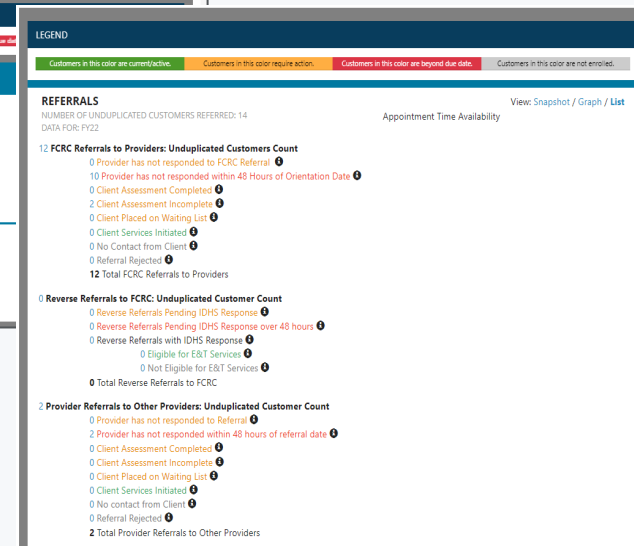 LEGEND
Customers in this color are current/active.
Customers in this color require action.
Customers in this color are beyond due date.
Customers in this color are not enrolled.
REFERRALS
View: Snapshot / Graph / List
NUMBER OF UNDUPLICATED CUSTOMERS REFERRED: 14
Appointment Time Availability
DATA FOR: FY22
12 FCRC Referrals to Providers: Unduplicated Customers Count
0 Provider has not responded to FCRC Referral
10 Provider has not responded within 48 Hours of Orientation Date
0 Client Assessment Completed
2 Client Assessment Incomplete
0 Client Placed on Waiting List
0 Client Services Initiated
0 No Contact from Client
0 Referral Rejected
12 Total FCRC Referrals to Providers
0 Reverse Referrals to FCRC: Unduplicated Customer Count
0 Reverse Referrals Pending IDHS Response
0 Reverse Referrals Pending IDHS Response over 48 hours
0 Reverse Referrals with IDHS Response
0 Eligible for E&T Services
0 Not Eligible for E&T Services
0 Total Reverse Referrals to FCRC
2 Provider Referrals to Other Providers: Unduplicated Customer Count
0 Provider has not responded to Referral
2 Provider has not responded within 48 hours of referral date
0 Client Assessment Completed
0 Client Assessment Incomplete
0 Client Placed on Waiting List
0 Client Services Initiated
0 No contact from Client
0 Referral Rejected
2 Total Provider Referrals to Other Providers